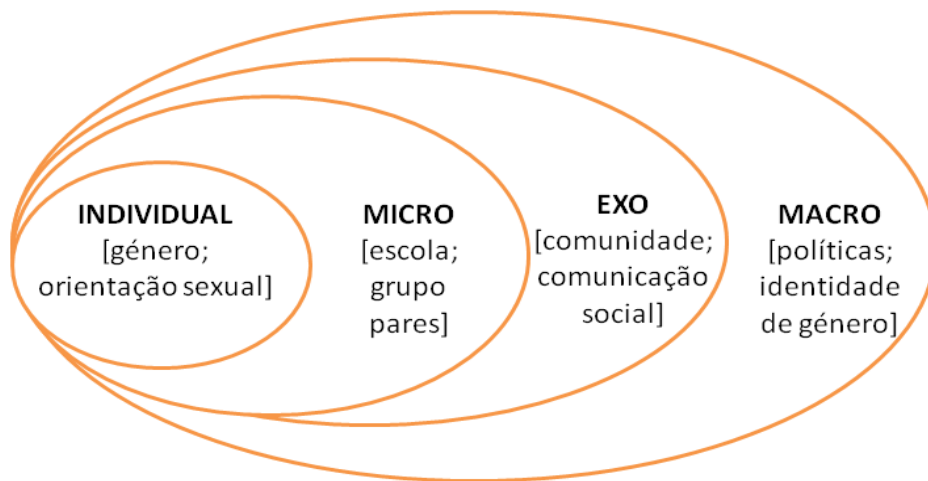 INDIVIDUAL
[género;
orientação sexual]
MICRO
[escola;
grupo
pares]
EXO
[comunidade;
comunicação
social]
MACRO
[políticas;
identidade
de género]